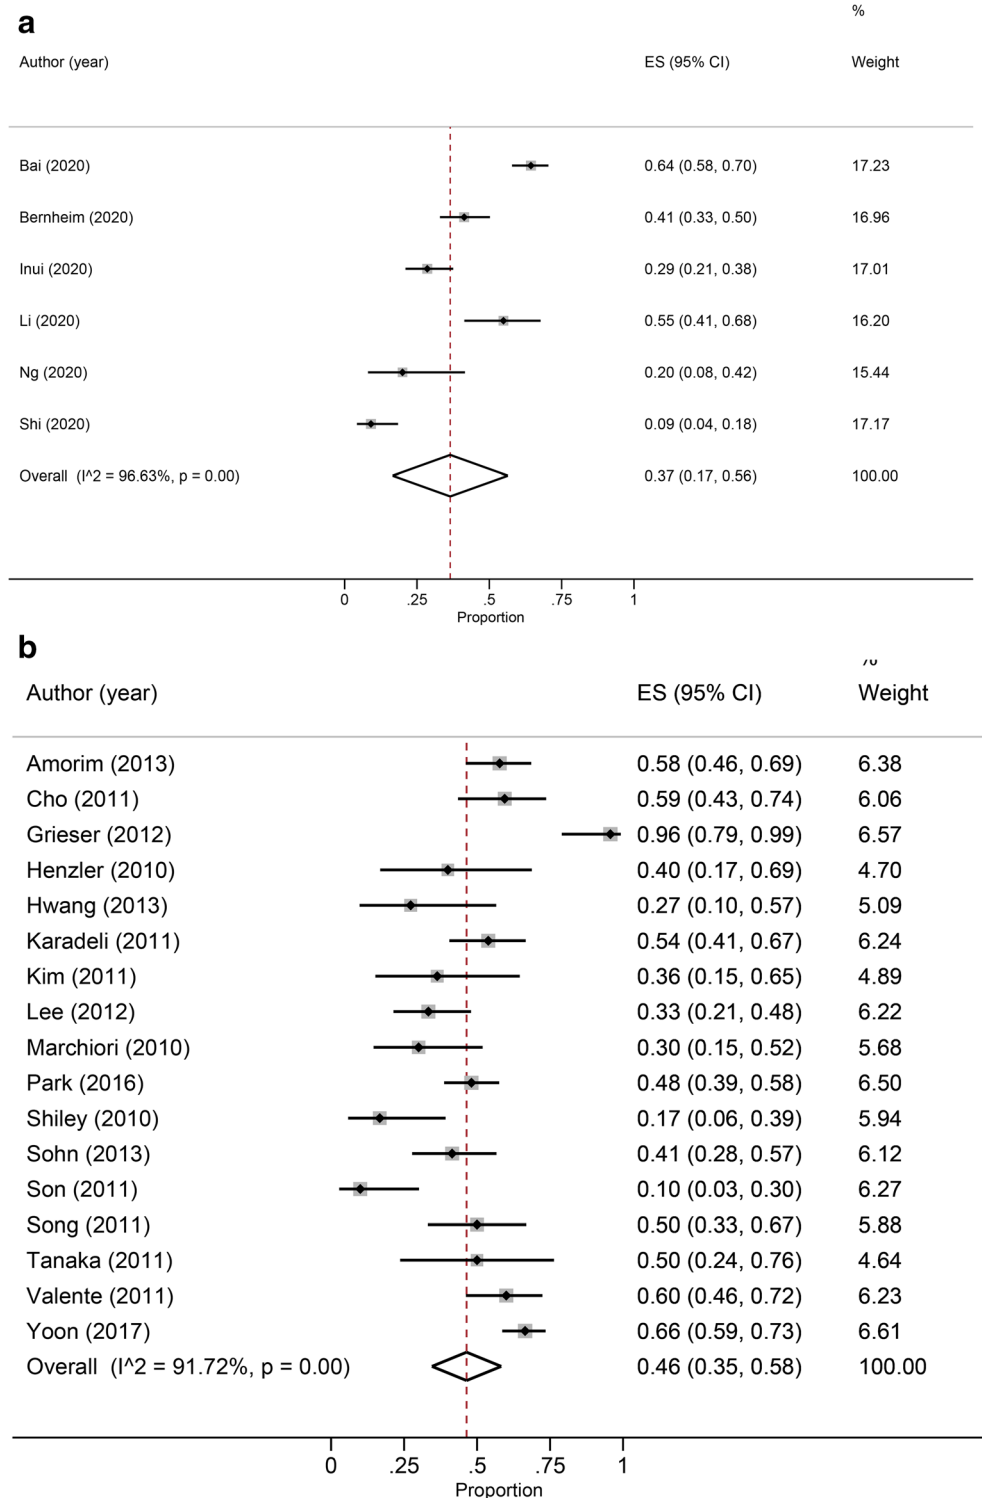 a
%
Author (year) ES (95% CI) Weight
Bai (2020) 0.64 (0.58, 0.70) 17.23
Bernheim (2020) 0.41 (0.33, 0.50) 16.96
Inui (2020) 0.29 (0.21, 0.38) 17.01
Li (2020) 0.55 (0.41, 0.68) 16.20
Ng (2020) 0.20 (0.08, 0.42) 15.44
Shi (2020) 0.09 (0.04, 0.18) 17.17
Overall (I^2 = 96.63%, p = 0.00) 0.37 (0.17, 0.56) 100.00
0 .25 .5 .75 1
Proportion
b
%
Author (year) ES (95% CI) Weight
Amorim (2013) 0.58 (0.46, 0.69) 6.38
Cho (2011) 0.59 (0.43, 0.74) 6.06
Grieser (2012) 0.96 (0.79, 0.99) 6.57
Henzler (2010) 0.40 (0.17, 0.69) 4.70
Hwang (2013) 0.27 (0.10, 0.57) 5.09
Karadeli (2011) 0.54 (0.41, 0.67) 6.24
Kim (2011) 0.36 (0.15, 0.65) 4.89
Lee (2012) 0.33 (0.21, 0.48) 6.22
Marchiori (2010) 0.30 (0.15, 0.52) 5.68
Park (2016) 0.48 (0.39, 0.58) 6.50
Shiley (2010) 0.17 (0.06, 0.39) 5.94
Sohn (2013) 0.41 (0.28, 0.57) 6.12
Son (2011) 0.10 (0.03, 0.30) 6.27
Song (2011) 0.50 (0.33, 0.67) 5.88
Tanaka (2011) 0.50 (0.24, 0.76) 4.64
Valente (2011) 0.60 (0.46, 0.72) 6.23
Yoon (2017) 0.66 (0.59, 0.73) 6.61
Overall (I^2 = 91.72%, p = 0.00) 0.46 (0.35, 0.58) 100.00
0 .25 .5 .75 1
Proportion